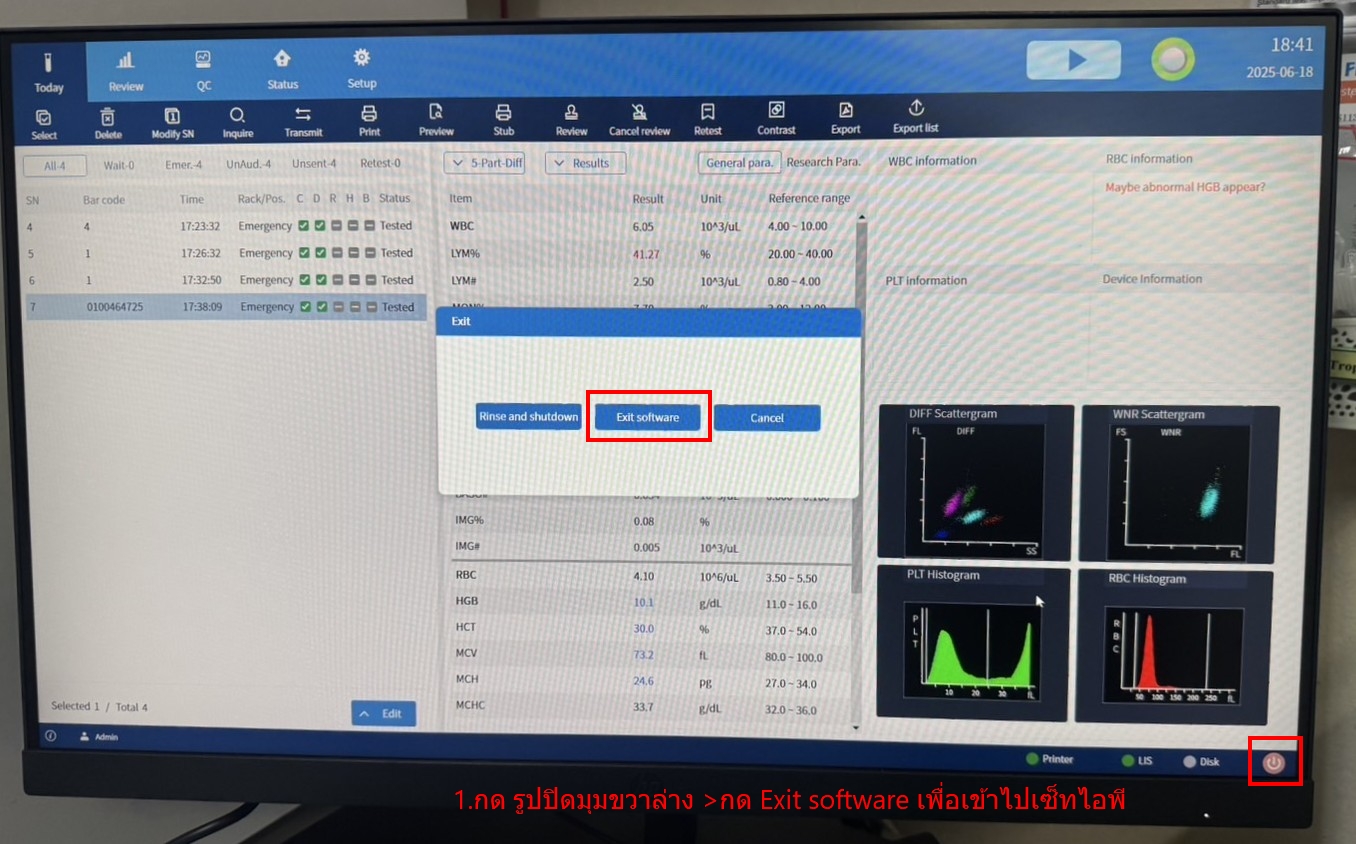 18:41
2025-06-18
Today
Review
QC
Status
Setup
Select
Delete
Modify SN
Inquire
Transmit
Print
Preview
Stub
Review
Cancel review
Retest
Contrast
Export
Export list
All-4 Wait-0 Emer.-4 UnAud.-4 Unsent-4 Retest-0
SN Bar code Time Rack/Pos. C D R H B Status
4 4 17:23:32 Emergency Tested
5 1 17:26:32 Emergency Tested
6 1 17:32:50 Emergency Tested
7 0100464725 17:38:09 Emergency Tested
5-Part-Diff Results General para. Research Para.
Item Result Unit Reference range
WBC 6.05 10^3/uL 4.00 ~ 10.00
LYM% 41.27 % 20.00 ~ 40.00
LYM# 2.50 10^3/uL 0.80 ~ 4.00
Exit
Rinse and shutdown
Exit software
Cancel
IMG% 0.08 %
IMG# 0.005 10^3/uL
RBC 4.10 10^6/uL 3.50 ~ 5.50
HGB 10.1 g/dL 11.0 ~ 16.0
HCT 30.0 % 37.0 ~ 54.0
MCV 73.2 fL 80.0 ~ 100.0
MCH 24.6 pg 27.0 ~ 34.0
MCHC 33.7 g/dL 32.0 ~ 36.0
WBC information
RBC information
Maybe abnormal HGB appear?
PLT information
Device Information
DIFF Scattergram
FL DIFF
SS
WNR Scattergram
FS WNR
FL
PLT Histogram
PLT
10 20 30 fL
RBC Histogram
RBC
50 100 150 200 250 fL
Selected 1 / Total 4
Edit
Admin
Printer
LIS
Disk
1.กด รูปปิดมุมขวาล่าง >กด Exit software เพื่อเข้าไปเซ็ทไอพี